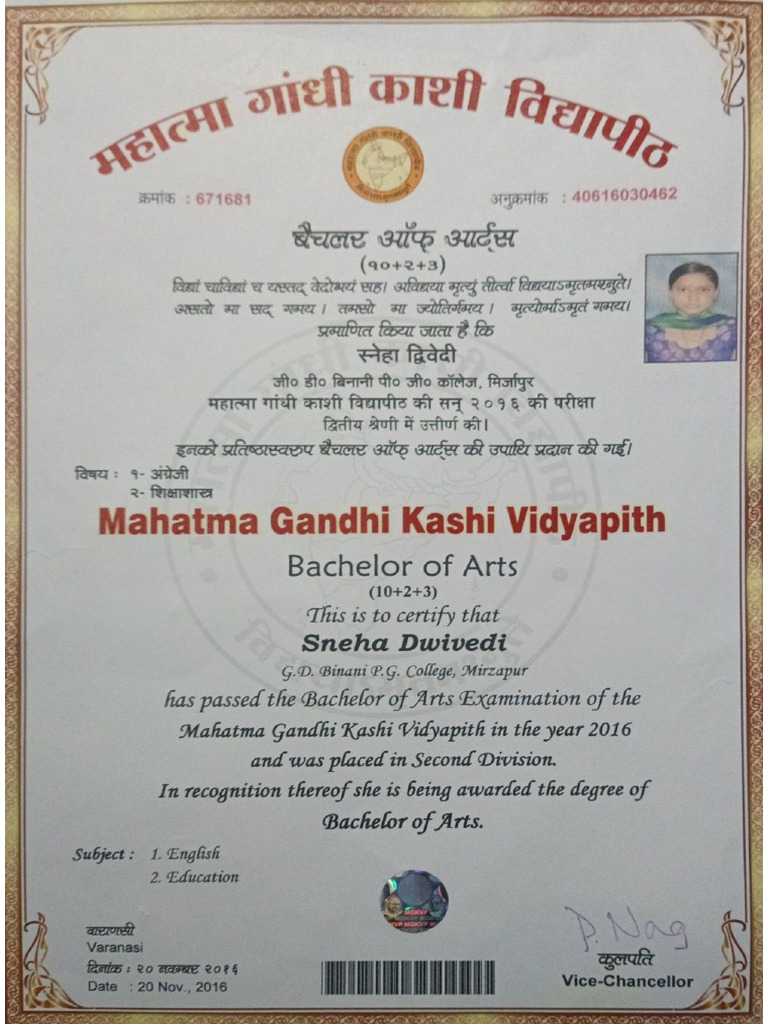 महात्मा गांधी काशी विद्यापीठ
क्रमांक : 671681
अनुक्रमांक : 40616030462
बैचलर ऑफ् आर्ट्स
(१०+२+३)
विद्यां चाविद्यां च यस्तद् वेदोभयं सह। अविद्यया मृत्युं तीर्त्वा विद्ययाऽमृतमश्नुते।
असतो मा सद् गमय। तमसो मा ज्योतिर्गमय। मृत्योर्माऽमृतं गमय।
प्रमाणित किया जाता है कि
स्नेहा द्विवेदी
जी० डी० बिनानी पी० जी० कॉलेज, मिर्जापुर
महात्मा गांधी काशी विद्यापीठ की सन् २०१६ की परीक्षा
द्वितीय श्रेणी में उत्तीर्ण की।
इनको प्रतिष्ठास्वरुप बैचलर ऑफ् आर्ट्स की उपाधि प्रदान की गई।
विषय : १- अंग्रेजी
२- शिक्षाशास्त्र
Mahatma Gandhi Kashi Vidyapith
Bachelor of Arts
(10+2+3)
This is to certify that
Sneha Dwivedi
G.D. Binani P.G. College, Mirzapur
has passed the Bachelor of Arts Examination of the
Mahatma Gandhi Kashi Vidyapith in the year 2016
and was placed in Second Division.
In recognition thereof she is being awarded the degree of
Bachelor of Arts.
Subject : 1. English
2. Education
MGKVP
वाराणसी
Varanasi
दिनांक : २० नवम्बर २०१६
Date : 20 Nov., 2016
P. Nag
कुलपति
Vice-Chancellor